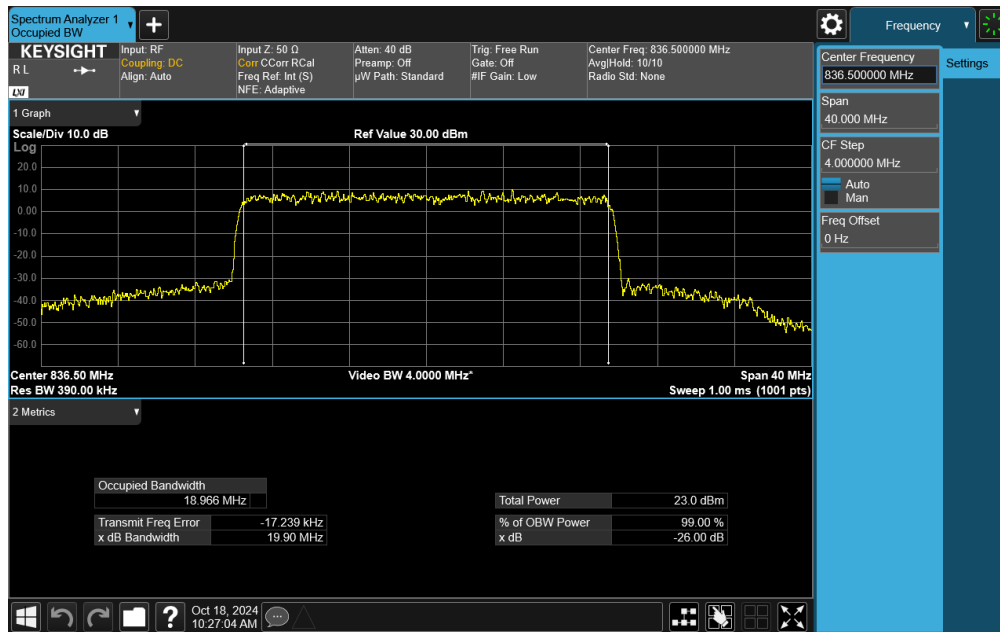 Spectrum Analyzer 1
Occupied BW
Frequency
KEYSIGHT
R L
LXI
Input: RF
Coupling: DC
Align: Auto
Input Z: 50 Ω
Corr CCorr RCal
Freq Ref: Int (S)
NFE: Adaptive
Atten: 40 dB
Preamp: Off
µW Path: Standard
Trig: Free Run
Gate: Off
#IF Gain: Low
Center Freq: 836.500000 MHz
Avg|Hold: 10/10
Radio Std: None
Center Frequency
836.500000 MHz
Settings
Span
40.000 MHz
CF Step
4.000000 MHz
Auto
Man
Freq Offset
0 Hz
1 Graph
Scale/Div 10.0 dB
Ref Value 30.00 dBm
Log
20.0
10.0
0.00
-10.0
-20.0
-30.0
-40.0
-50.0
-60.0
Center 836.50 MHz
Video BW 4.0000 MHz*
Span 40 MHz
Res BW 390.00 kHz
Sweep 1.00 ms (1001 pts)
2 Metrics
Occupied Bandwidth
18.966 MHz
Transmit Freq Error -17.239 kHz
x dB Bandwidth 19.90 MHz
Total Power 23.0 dBm
% of OBW Power 99.00 %
x dB -26.00 dB
?
Oct 18, 2024
10:27:04 AM